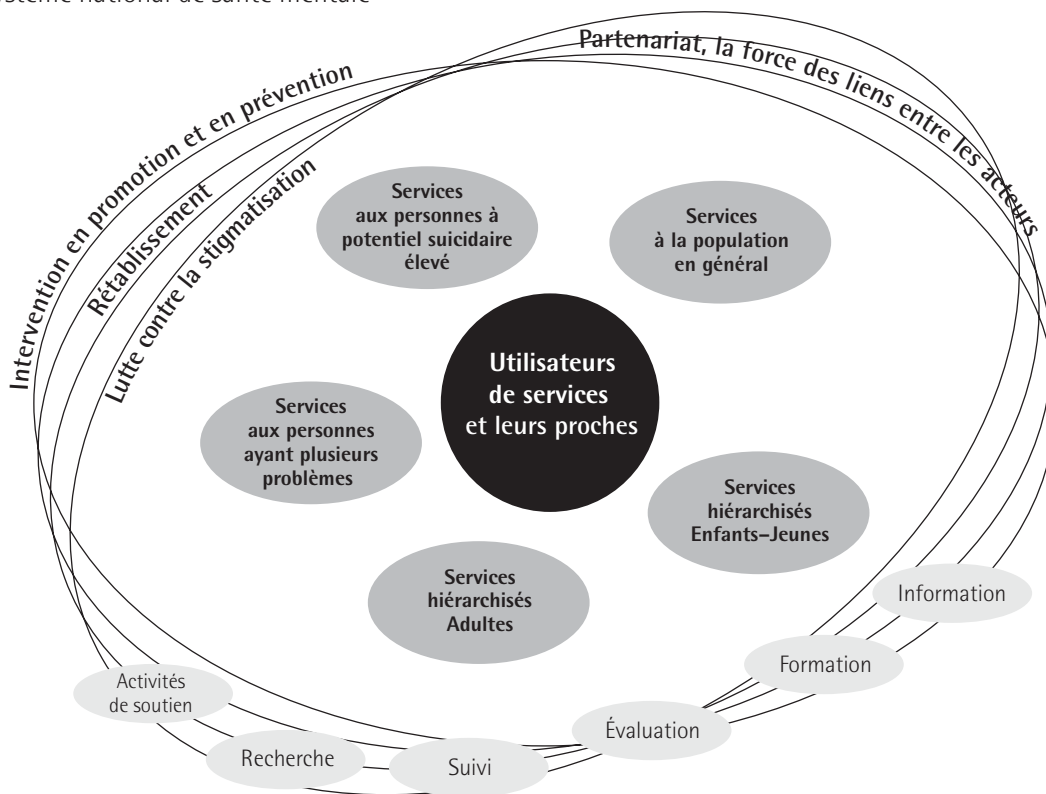 système national de santé mentale
Intervention en promotion et en prévention
Rétablissement
Lutte contre la stigmatisation
Partenariat, la force des liens entre les acteurs
Services
aux personnes à
potentiel suicidaire
élevé
Services
à la population
en général
Utilisateurs
de services
et leurs proches
Services
aux personnes
ayant plusieurs
problèmes
Services
hiérarchisés
Enfants–Jeunes
Services
hiérarchisés
Adultes
Information
Formation
Évaluation
Suivi
Recherche
Activités
de soutien